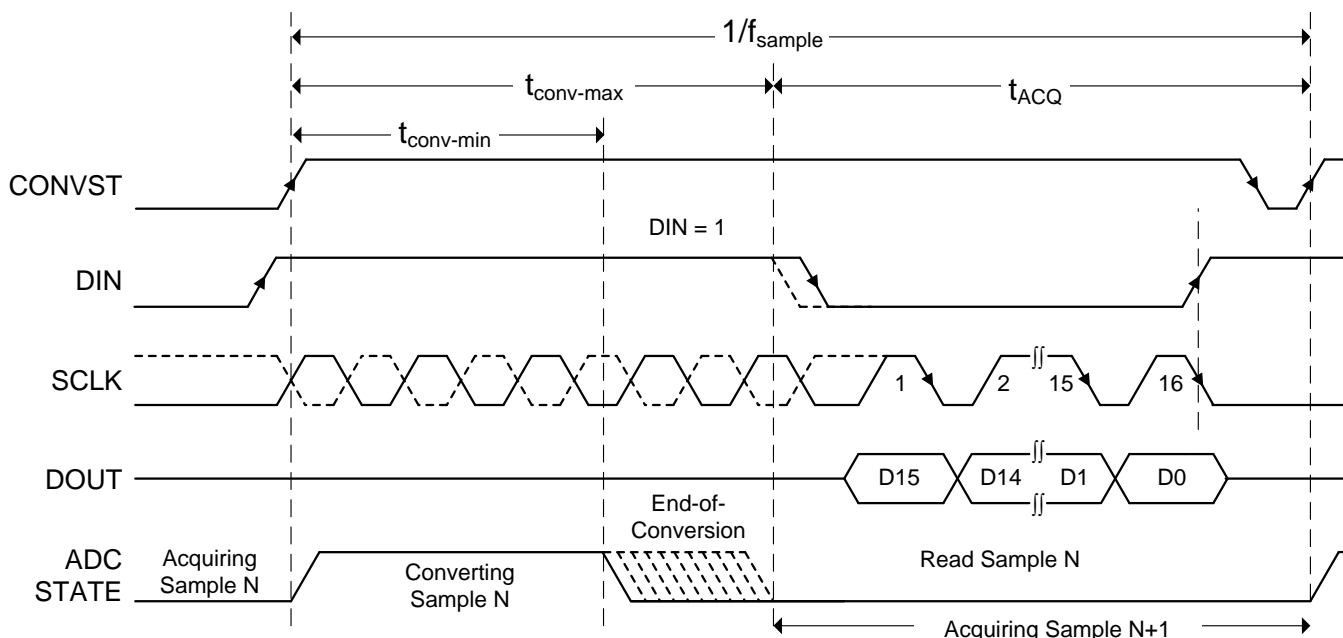 1/fsample
tconv-max
tACQ
tconv-min
CONVST
DIN = 1
DIN
SCLK
1
2
15
16
DOUT
D15
D14
D1
D0
End-of-
Conversion
ADC
STATE
Acquiring
Sample N
Converting
Sample N
Read Sample N
Acquiring Sample N+1